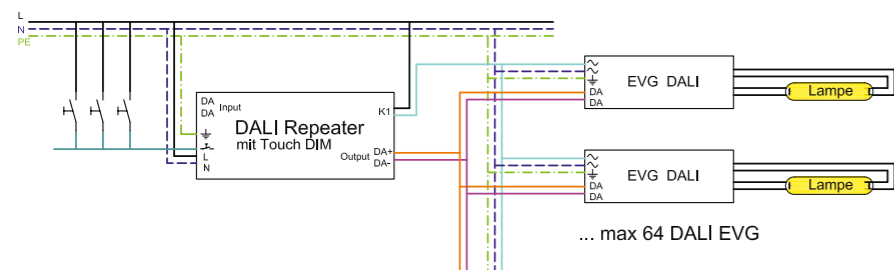 L
N
PE
DA
DA
Input
K1
DALI Repeater
mit Touch DIM
L
N
Output
DA+
DA-
EVG DALI
DA
DA
Lampe
EVG DALI
DA
DA
Lampe
... max 64 DALI EVG